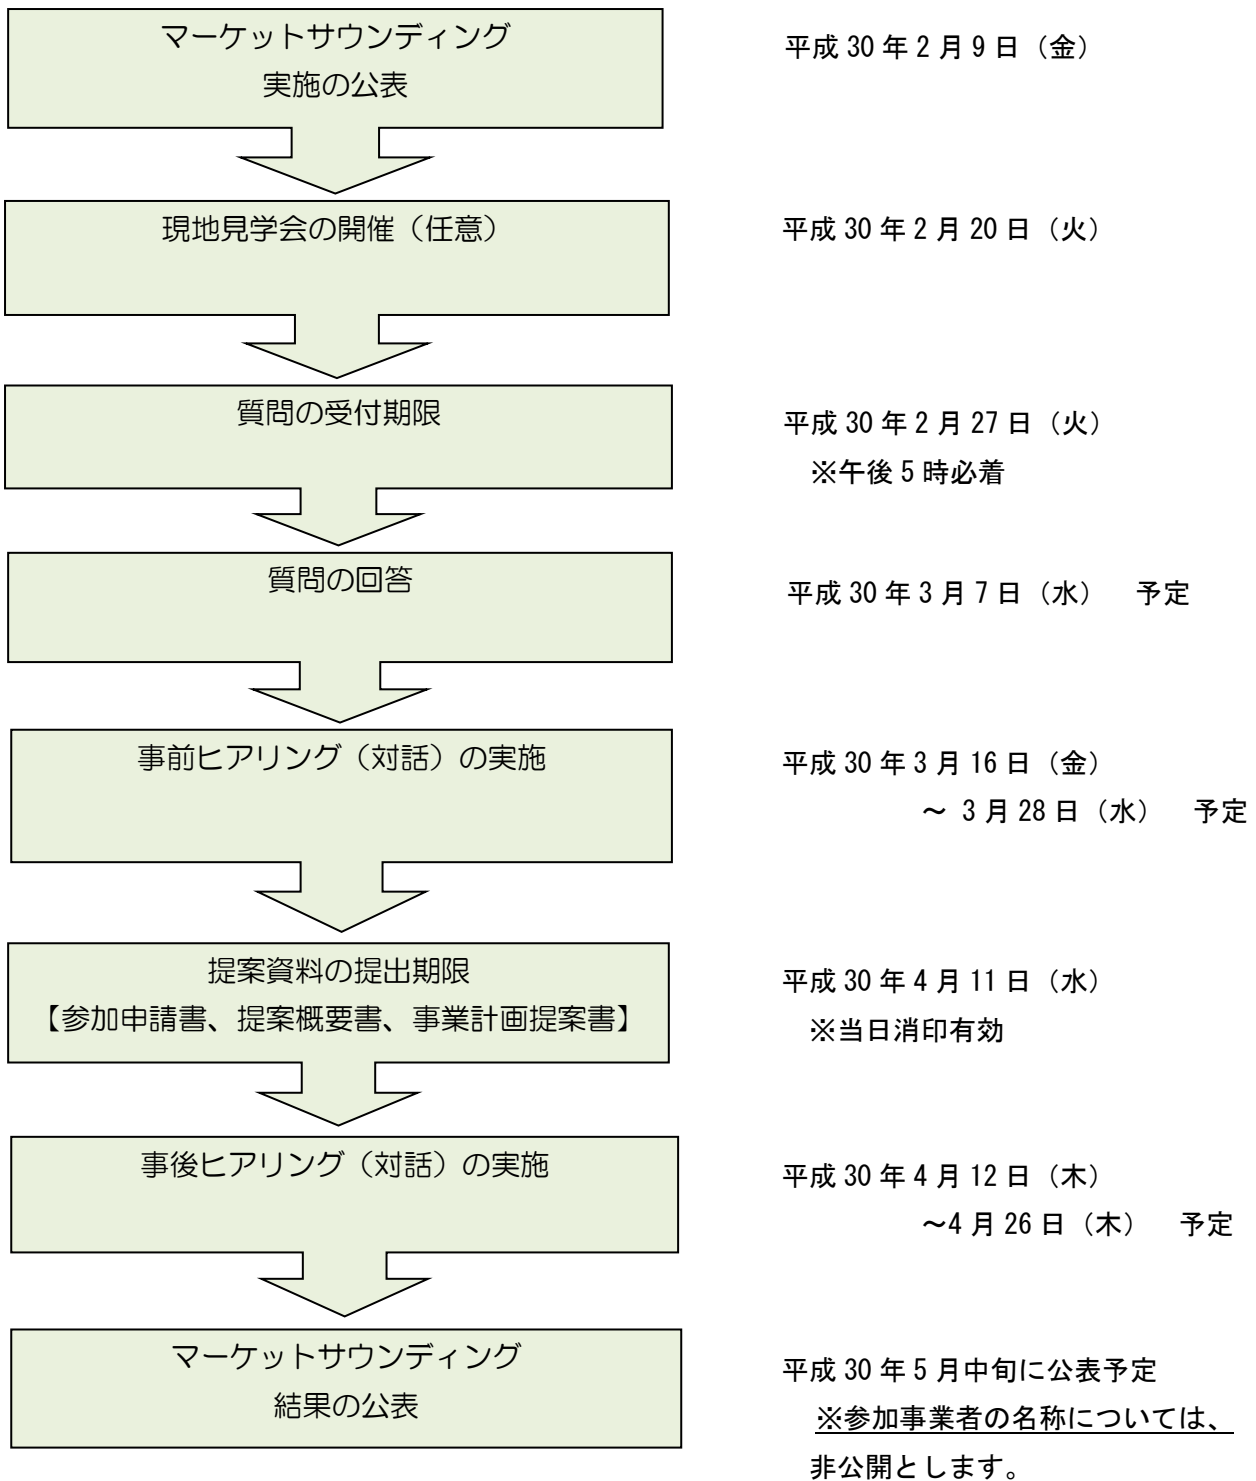 マーケットサウンディング
実施の公表
平成 30 年 2 月 9 日（金）
現地見学会の開催（任意）
平成 30 年 2 月 20 日（火）
質問の受付期限
平成 30 年 2 月 27 日（火）
※午後 5 時必着
質問の回答
平成 30 年 3 月 7 日（水）　予定
事前ヒアリング（対話）の実施
平成 30 年 3 月 16 日（金）
～ 3 月 28 日（水）　予定
提案資料の提出期限
【参加申請書、提案概要書、事業計画提案書】
平成 30 年 4 月 11 日（水）
※当日消印有効
事後ヒアリング（対話）の実施
平成 30 年 4 月 12 日（木）
～4 月 26 日（木）　予定
マーケットサウンディング
結果の公表
平成 30 年 5 月中旬に公表予定
※参加事業者の名称については、
非公開とします。